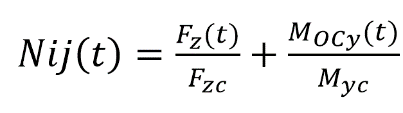 Nij(t) = F_z(t)/F_zc + M_OCy(t)/M_yc